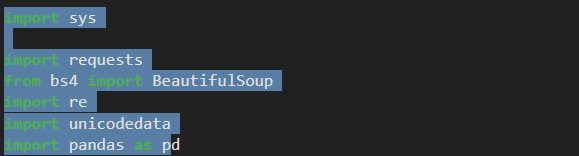 import sys
import requests
from bs4 import BeautifulSoup
import re
import unicodedata
import pandas as pd